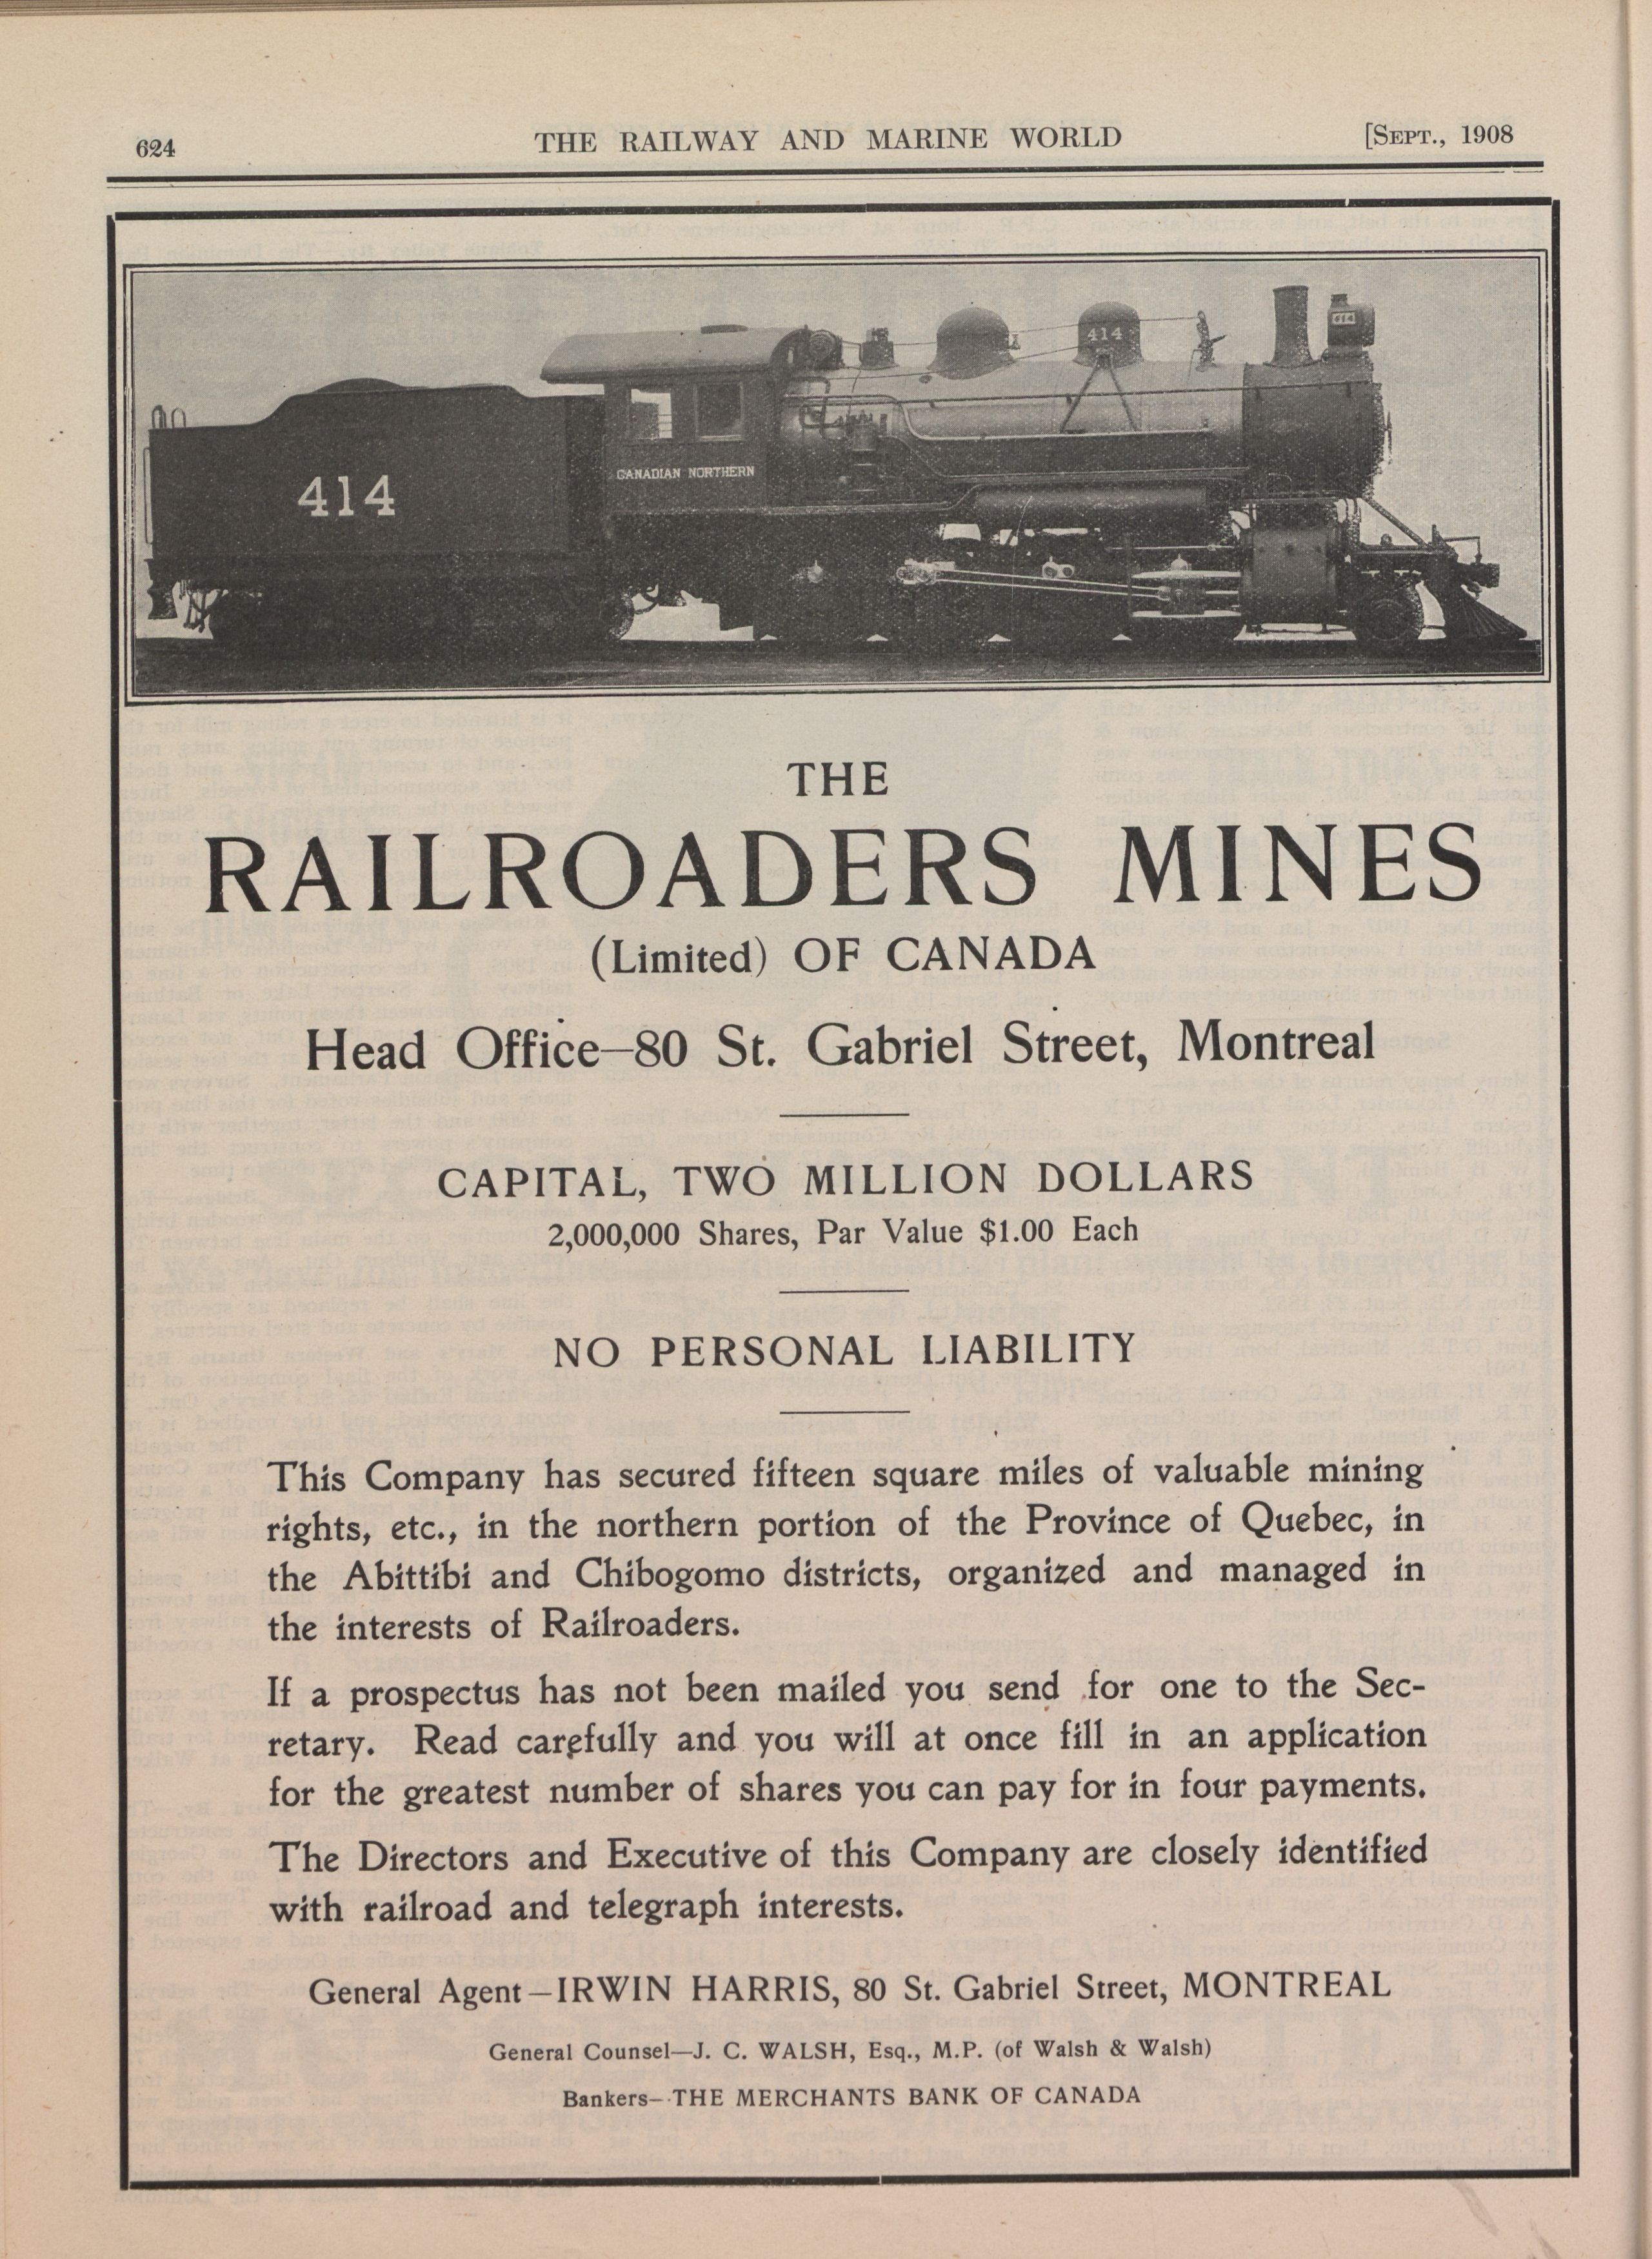 624
THE RAILWAY AND MARINE WORLD
[SEPT., 1908
414
414
414
CANADIAN NORTHERN
THE
RAILROADERS MINES
(Limited) OF CANADA
Head Office—80 St. Gabriel Street, Montreal
CAPITAL, TWO MILLION DOLLARS
2,000,000 Shares, Par Value $1.00 Each
NO PERSONAL LIABILITY
This Company has secured fifteen square miles of valuable mining
rights, etc., in the northern portion of the Province of Quebec, in
the Abittibi and Chibogomo districts, organized and managed in
the interests of Railroaders.
If a prospectus has not been mailed you send for one to the Sec-
retary. Read carefully and you will at once fill in an application
for the greatest number of shares you can pay for in four payments.
The Directors and Executive of this Company are closely identified
with railroad and telegraph interests.
General Agent—IRWIN HARRIS, 80 St. Gabriel Street, MONTREAL
General Counsel—J. C. WALSH, Esq., M.P. (of Walsh & Walsh)
Bankers—THE MERCHANTS BANK OF CANADA